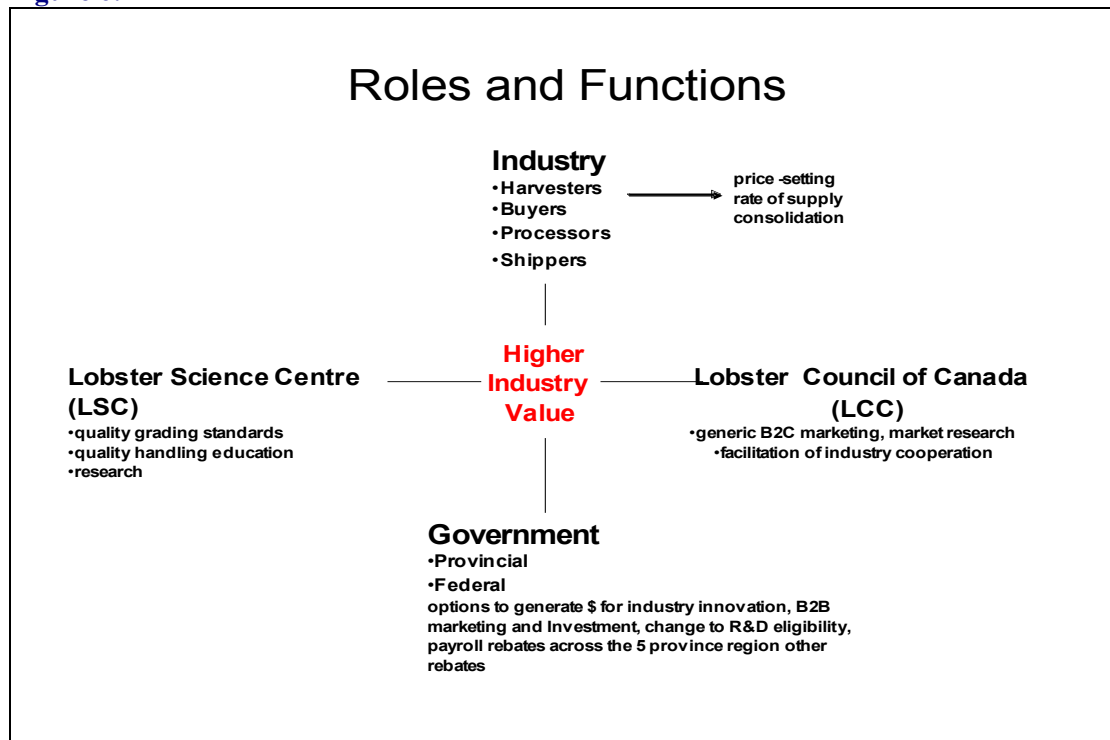 Roles and Functions
Industry
•Harvesters
•Buyers
•Processors
•Shippers
price -setting
rate of supply
consolidation
Higher
Industry
Value
Lobster Science Centre
(LSC)
•quality grading standards
•quality handling education
•research
Lobster Council of Canada
(LCC)
•generic B2C marketing, market research
•facilitation of industry cooperation
Government
•Provincial
•Federal
options to generate $ for industry innovation, B2B
marketing and Investment, change to R&D eligibility,
payroll rebates across the 5 province region other
rebates